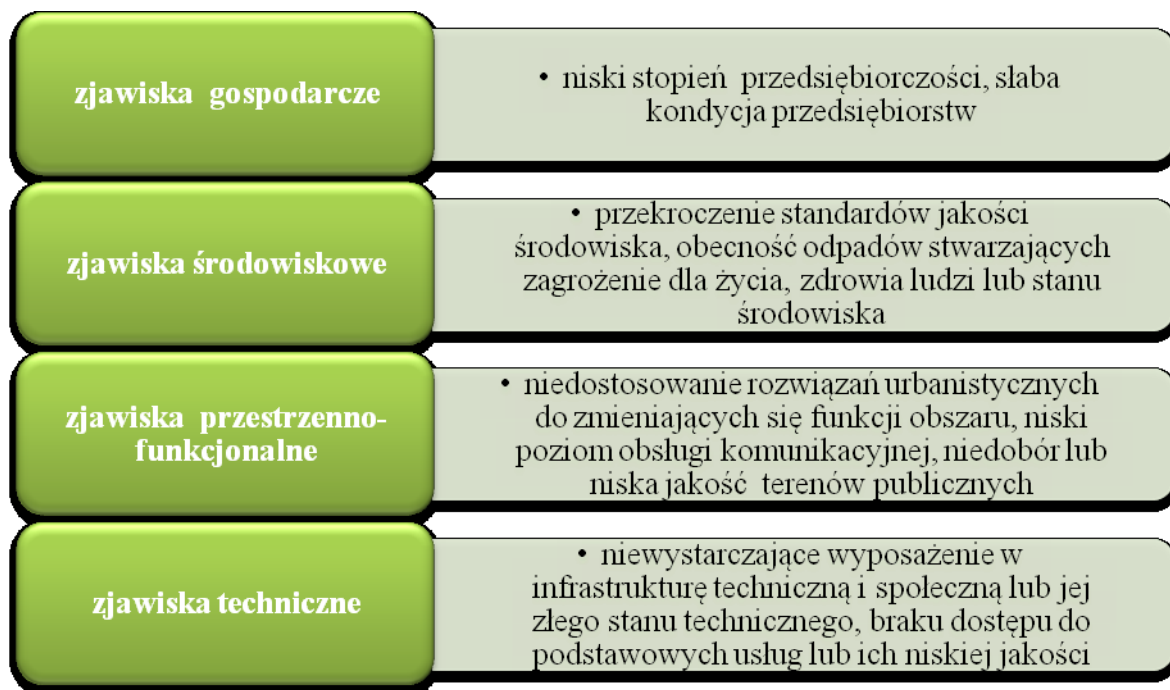 zjawiska gospodarcze
• niski stopień przedsiębiorczości, słaba
kondycja przedsiębiorstw
zjawiska środowiskowe
• przekroczenie standardów jakości
środowiska, obecność odpadów stwarzających
zagrożenie dla życia, zdrowia ludzi lub stanu
środowiska
zjawiska przestrzenno-
funkcjonalne
• niedostosowanie rozwiązań urbanistycznych
do zmieniających się funkcji obszaru, niski
poziom obsługi komunikacyjnej, niedobór lub
niska jakość terenów publicznych
zjawiska techniczne
• niewystarczające wyposażenie w
infrastrukturę techniczną i społeczną lub jej
złego stanu technicznego, braku dostępu do
podstawowych usług lub ich niskiej jakości